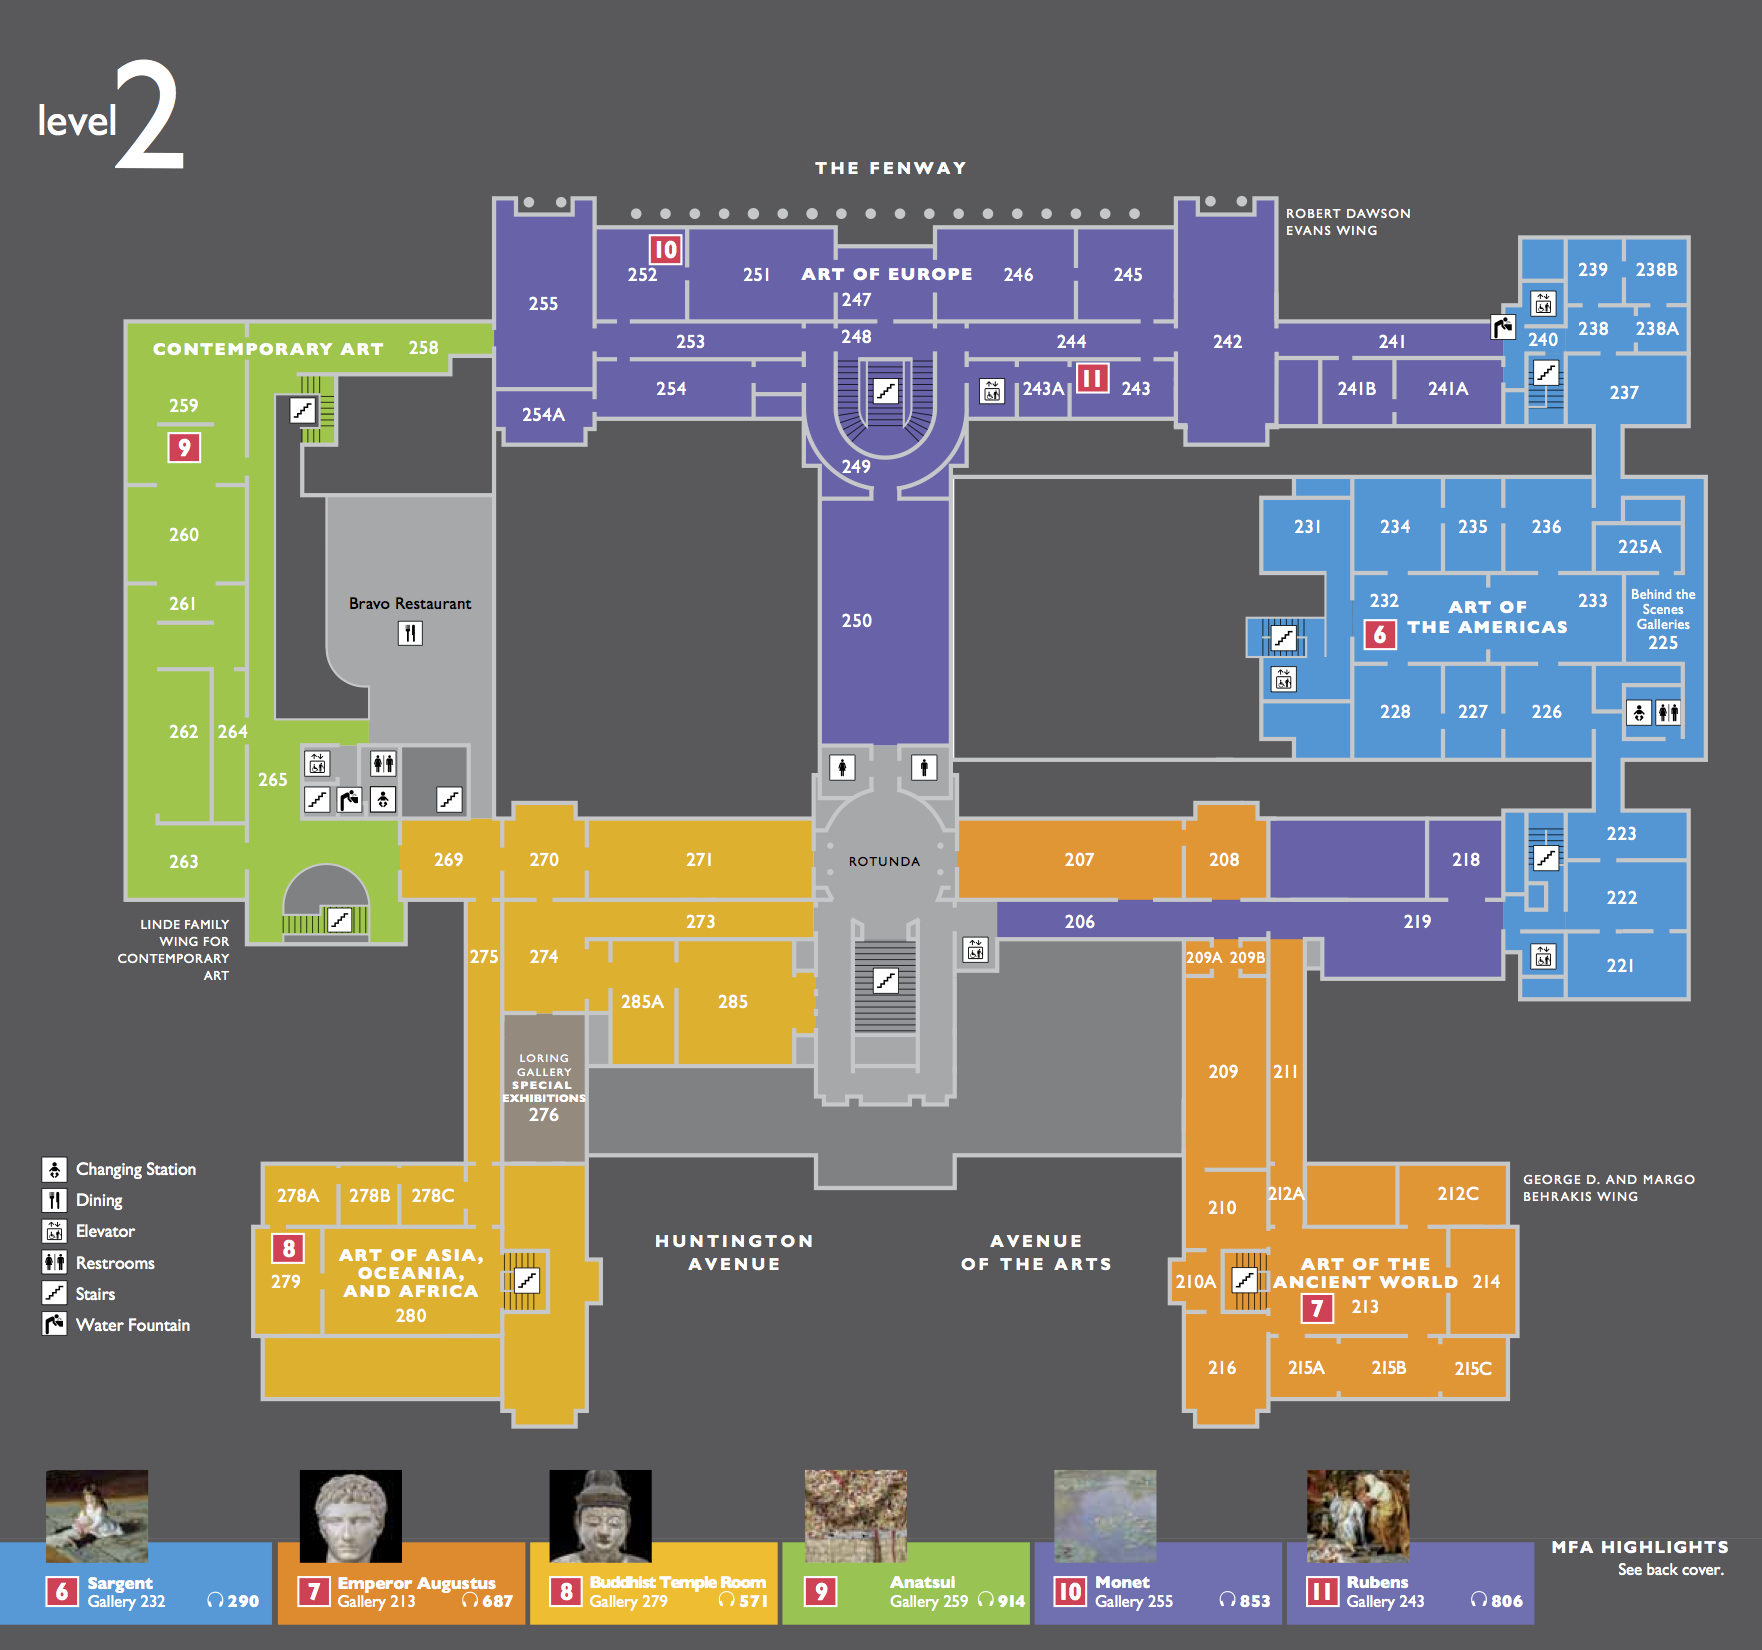 level 2
THE FENWAY
ROBERT DAWSON
EVANS WING
10
252
251
ART OF EUROPE
247
246
245
255
253
248
244
242
241
254
254A
243A
11
243
241B
241A
249
250
239
238B
240
238
238A
237
CONTEMPORARY ART
258
259
9
260
261
262
264
265
263
Bravo Restaurant
LINDE FAMILY
WING FOR
CONTEMPORARY
ART
231
234
235
236
225A
232
ART OF
THE AMERICAS
6
233
Behind the
Scenes
Galleries
225
228
227
226
223
222
221
269
270
271
ROTUNDA
207
208
218
273
206
219
275
274
285A
285
209A
209B
LORING
GALLERY
SPECIAL
EXHIBITIONS
276
209
211
278A
278B
278C
8
279
ART OF ASIA,
OCEANIA,
AND AFRICA
280
HUNTINGTON
AVENUE
AVENUE
OF THE ARTS
210
212A
212C
GEORGE D. AND MARGO
BEHRAKIS WING
210A
ART OF THE
ANCIENT WORLD
7
213
214
216
215A
215B
215C
Changing Station
Dining
Elevator
Restrooms
Stairs
Water Fountain
6 Sargent
Gallery 232 290
7 Emperor Augustus
Gallery 213 687
8 Buddhist Temple Room
Gallery 279 571
9 Anatsui
Gallery 259 914
10 Monet
Gallery 255 853
11 Rubens
Gallery 243 806
MFA HIGHLIGHTS
See back cover.